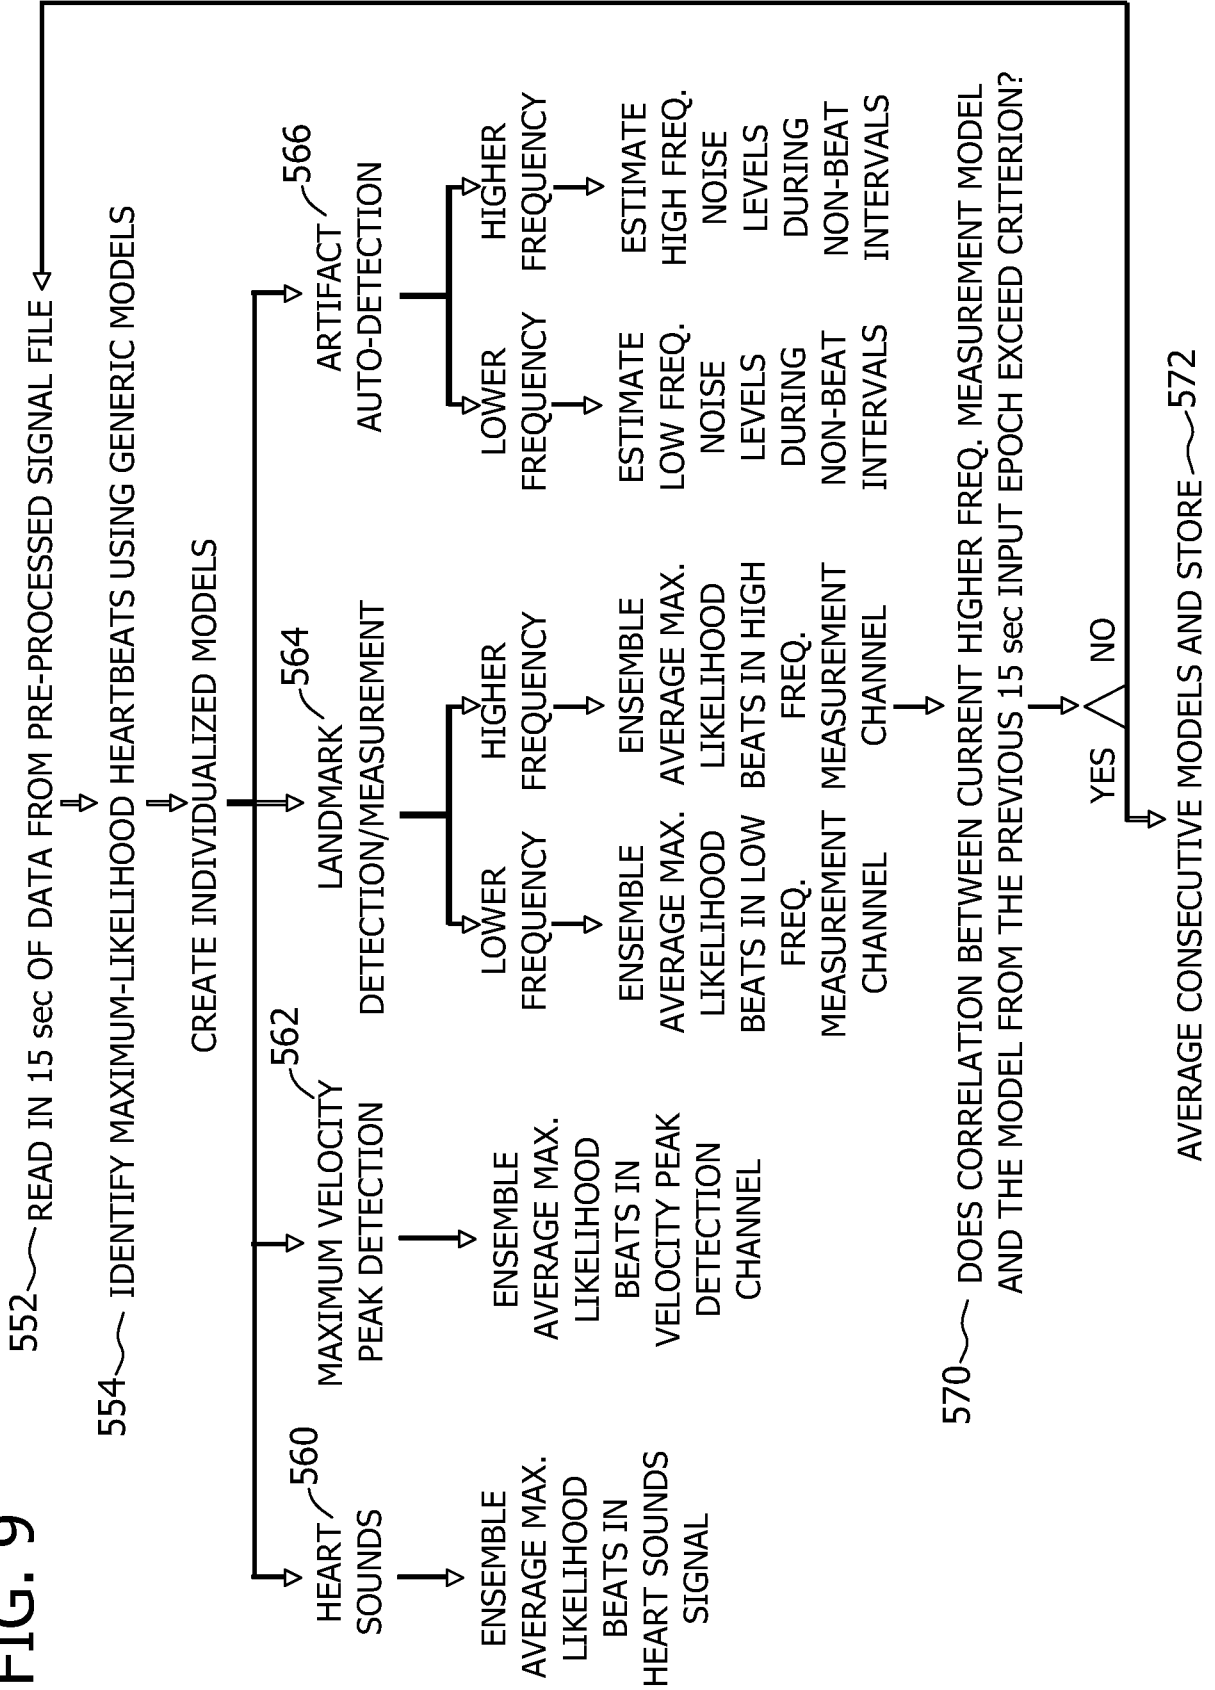 FIG. 9
552
READ IN 15 sec OF DATA FROM PRE-PROCESSED SIGNAL FILE
554
IDENTIFY MAXIMUM-LIKELIHOOD HEARTBEATS USING GENERIC MODELS
CREATE INDIVIDUALIZED MODELS
560
HEART
SOUNDS
ENSEMBLE
AVERAGE MAX.
LIKELIHOOD
BEATS IN
HEART SOUNDS
SIGNAL
562
MAXIMUM VELOCITY
PEAK DETECTION
ENSEMBLE
AVERAGE MAX.
LIKELIHOOD
BEATS IN
VELOCITY PEAK
DETECTION
CHANNEL
564
LANDMARK
DETECTION/MEASUREMENT
LOWER
FREQUENCY
ENSEMBLE
AVERAGE MAX.
LIKELIHOOD
BEATS IN LOW
FREQ.
MEASUREMENT
CHANNEL
HIGHER
FREQUENCY
ENSEMBLE
AVERAGE MAX.
LIKELIHOOD
BEATS IN HIGH
FREQ.
MEASUREMENT
CHANNEL
566
ARTIFACT
AUTO-DETECTION
LOWER
FREQUENCY
ESTIMATE
LOW FREQ.
NOISE
LEVELS
DURING
NON-BEAT
INTERVALS
HIGHER
FREQUENCY
ESTIMATE
HIGH FREQ.
NOISE
LEVELS
DURING
NON-BEAT
INTERVALS
570
DOES CORRELATION BETWEEN CURRENT HIGHER FREQ. MEASUREMENT MODEL
AND THE MODEL FROM THE PREVIOUS 15 sec INPUT EPOCH EXCEED CRITERION?
YES
NO
AVERAGE CONSECUTIVE MODELS AND STORE
572